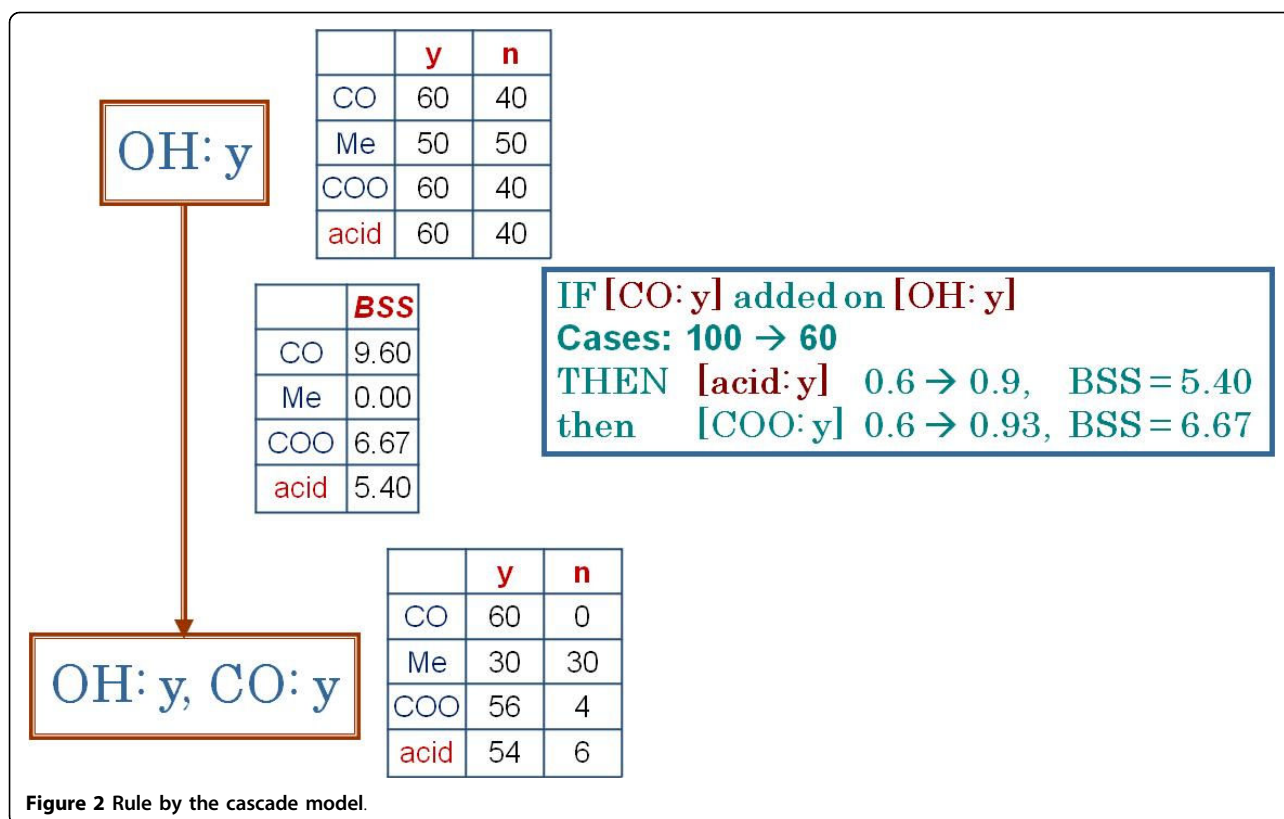 y n
CO 60 40
Me 50 50
COO 60 40
acid 60 40
OH: y
BSS
CO 9.60
Me 0.00
COO 6.67
acid 5.40
IF [CO: y] added on [OH: y]
Cases: 100 → 60
THEN [acid: y] 0.6 → 0.9, BSS = 5.40
then [COO: y] 0.6 → 0.93, BSS = 6.67
y n
CO 60 0
Me 30 30
COO 56 4
acid 54 6
OH: y, CO: y
Figure 2 Rule by the cascade model.